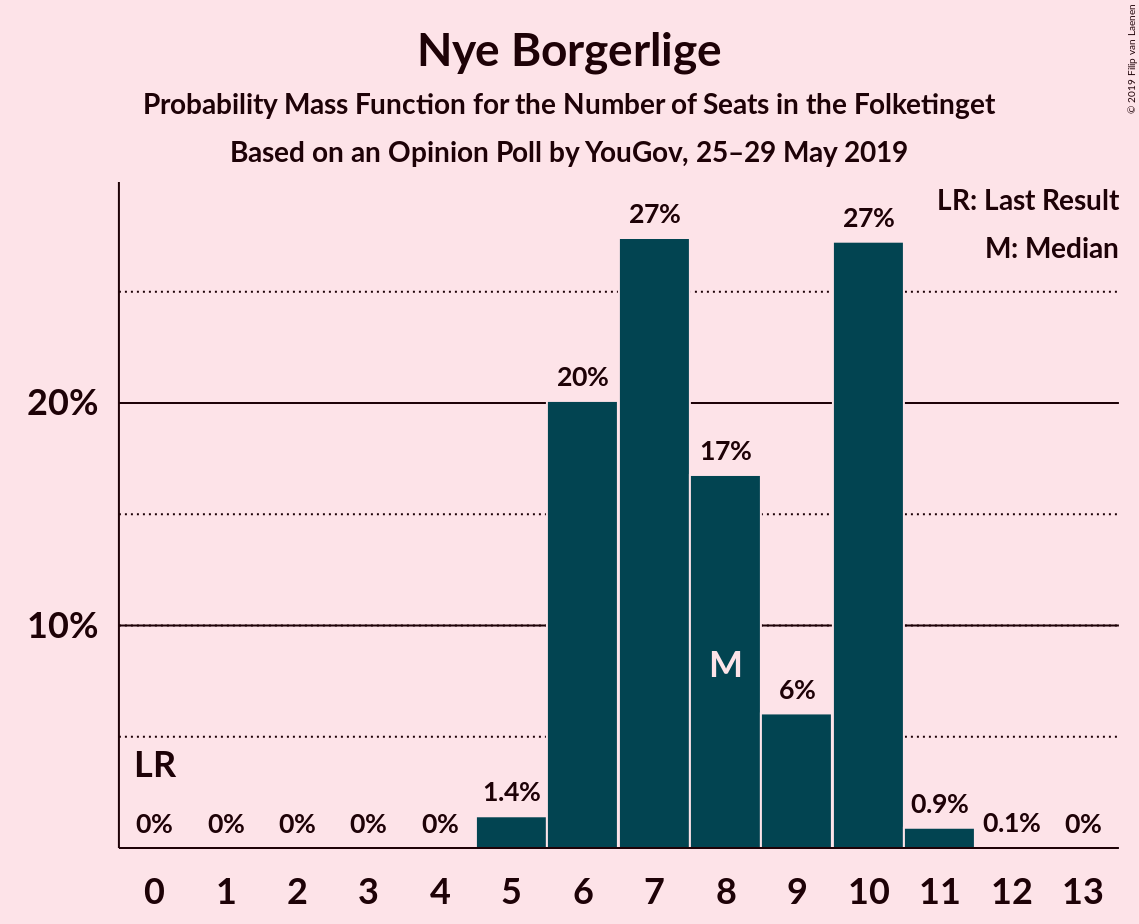 Nye Borgerlige
Probability Mass Function for the Number of Seats in the Folketinget
Based on an Opinion Poll by YouGov, 25–29 May 2019
© 2019 Filip van Laenen
LR: Last Result
M: Median
27%
27%
20%
20%
17%
10%
M
6%
LR
1.4%
0.9%
0%
0%
0%
0%
0%
0.1%
0%
0 1 2 3 4 5 6 7 8 9 10 11 12 13